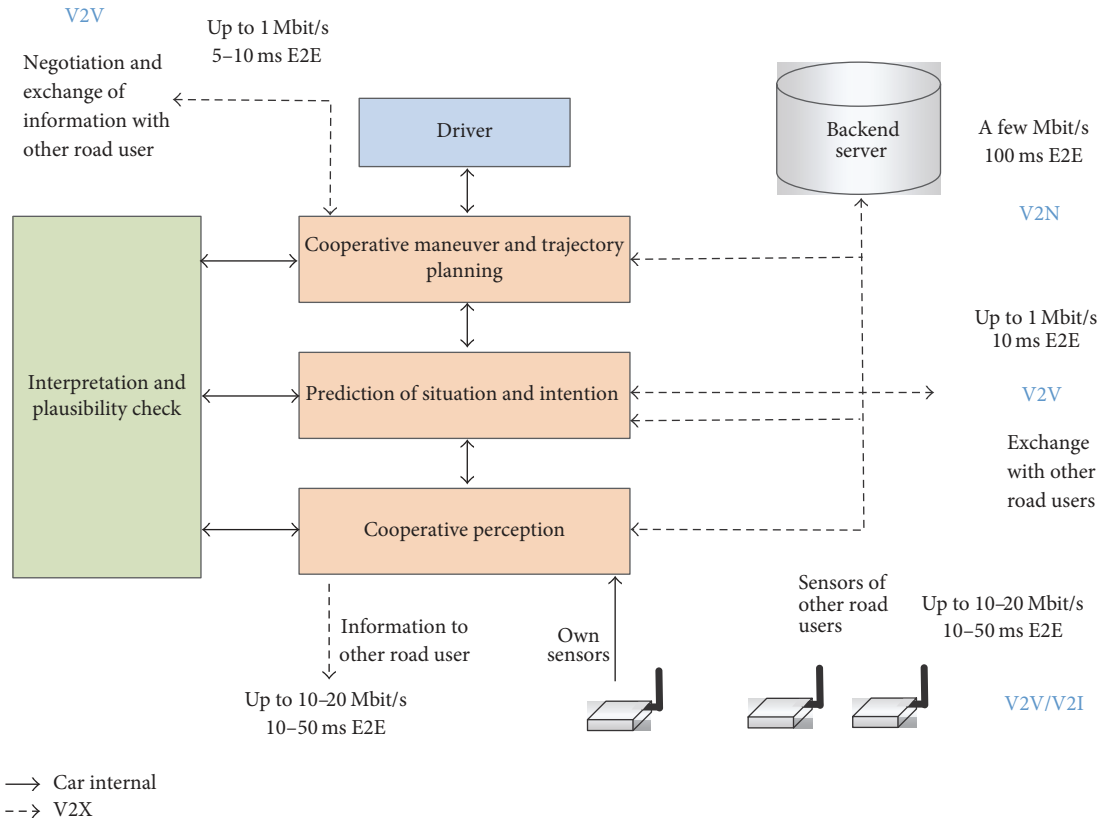 V2V
Up to 1 Mbit/s
5–10 ms E2E
Negotiation and
exchange of
information with
other road user
Driver
Backend
server
A few Mbit/s
100 ms E2E
V2N
Cooperative maneuver and trajectory
planning
Interpretation and
plausibility check
Prediction of situation and intention
Up to 1 Mbit/s
10 ms E2E
V2V
Exchange
with other
road users
Cooperative perception
Information to
other road user
Up to 10–20 Mbit/s
10–50 ms E2E
Own
sensors
Sensors of
other road
users
Up to 10–20 Mbit/s
10–50 ms E2E
V2V/V2I
Car internal
V2X